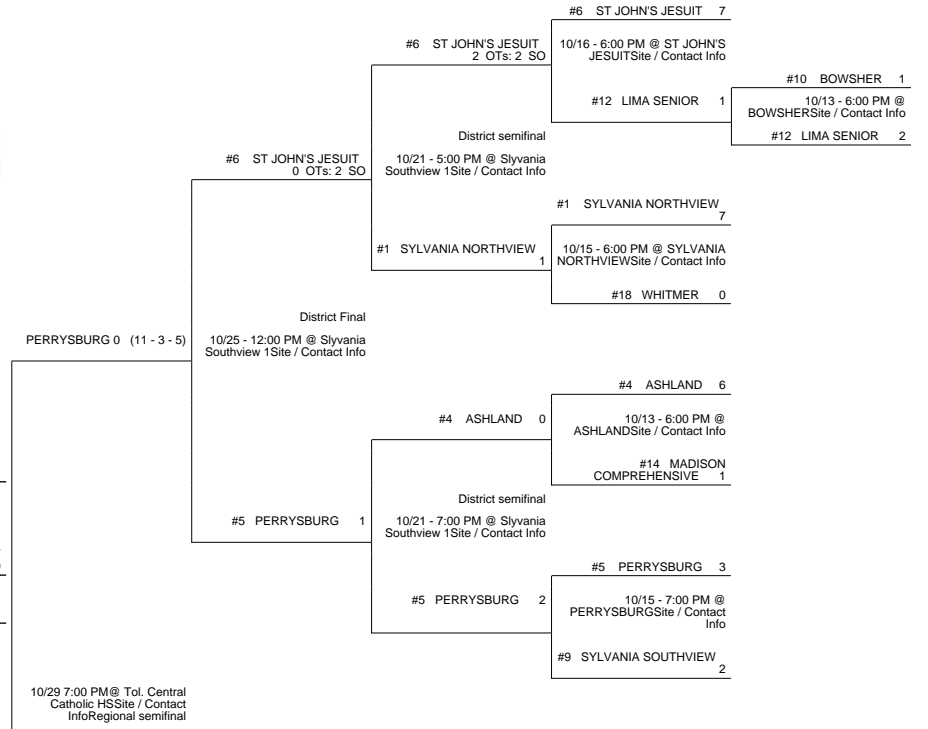 #6 ST JOHN'S JESUIT 7
10/16 - 6:00 PM @ ST JOHN'S
JESUITSite / Contact Info
#12 LIMA SENIOR 1
#10 BOWSHER 1
10/13 - 6:00 PM @
BOWSHERSite / Contact Info
#12 LIMA SENIOR 2
#6 ST JOHN'S JESUIT
2 OTs: 2 SO
District semifinal
10/21 - 5:00 PM @ Slyvania
Southview 1Site / Contact Info
#1 SYLVANIA NORTHVIEW
1
#1 SYLVANIA NORTHVIEW
7
10/15 - 6:00 PM @ SYLVANIA
NORTHVIEWSite / Contact Info
#18 WHITMER 0
#6 ST JOHN'S JESUIT
0 OTs: 2 SO
District Final
10/25 - 12:00 PM @ Slyvania
Southview 1Site / Contact Info
PERRYSBURG 0 (11 - 3 - 5)
#5 PERRYSBURG 1
#4 ASHLAND 0
District semifinal
10/21 - 7:00 PM @ Slyvania
Southview 1Site / Contact Info
#5 PERRYSBURG 2
#4 ASHLAND 6
10/13 - 6:00 PM @
ASHLANDSite / Contact Info
#14 MADISON
COMPREHENSIVE 1
#5 PERRYSBURG 3
10/15 - 7:00 PM @
PERRYSBURGSite / Contact
Info
#9 SYLVANIA SOUTHVIEW
2
10/29 7:00 PM@ Tol. Central
Catholic HSSite / Contact
InfoRegional semifinal